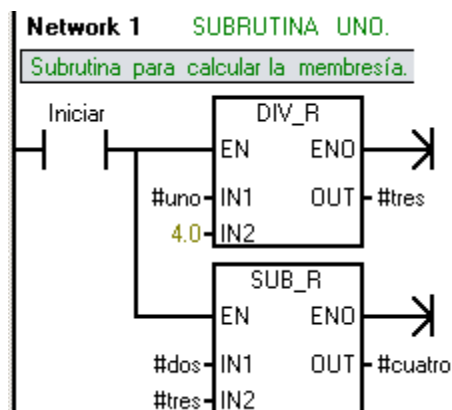 Network 1 SUBRUTINA UNO.
Subrutina para calcular la membresía.
Iniciar
DIV_R
EN ENO
#uno IN1 OUT #tres
4.0 IN2
SUB_R
EN ENO
#dos IN1 OUT #cuatro
#tres IN2